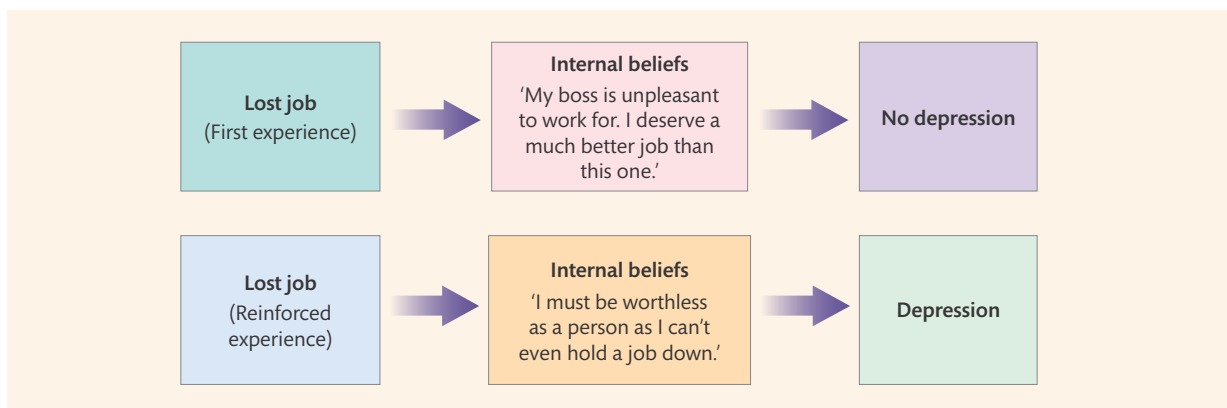 Lost job
(First experience)
Internal beliefs
‘My boss is unpleasant
to work for. I deserve a
much better job than
this one.’
No depression
Lost job
(Reinforced
experience)
Internal beliefs
‘I must be worthless
as a person as I can’t
even hold a job down.’
Depression